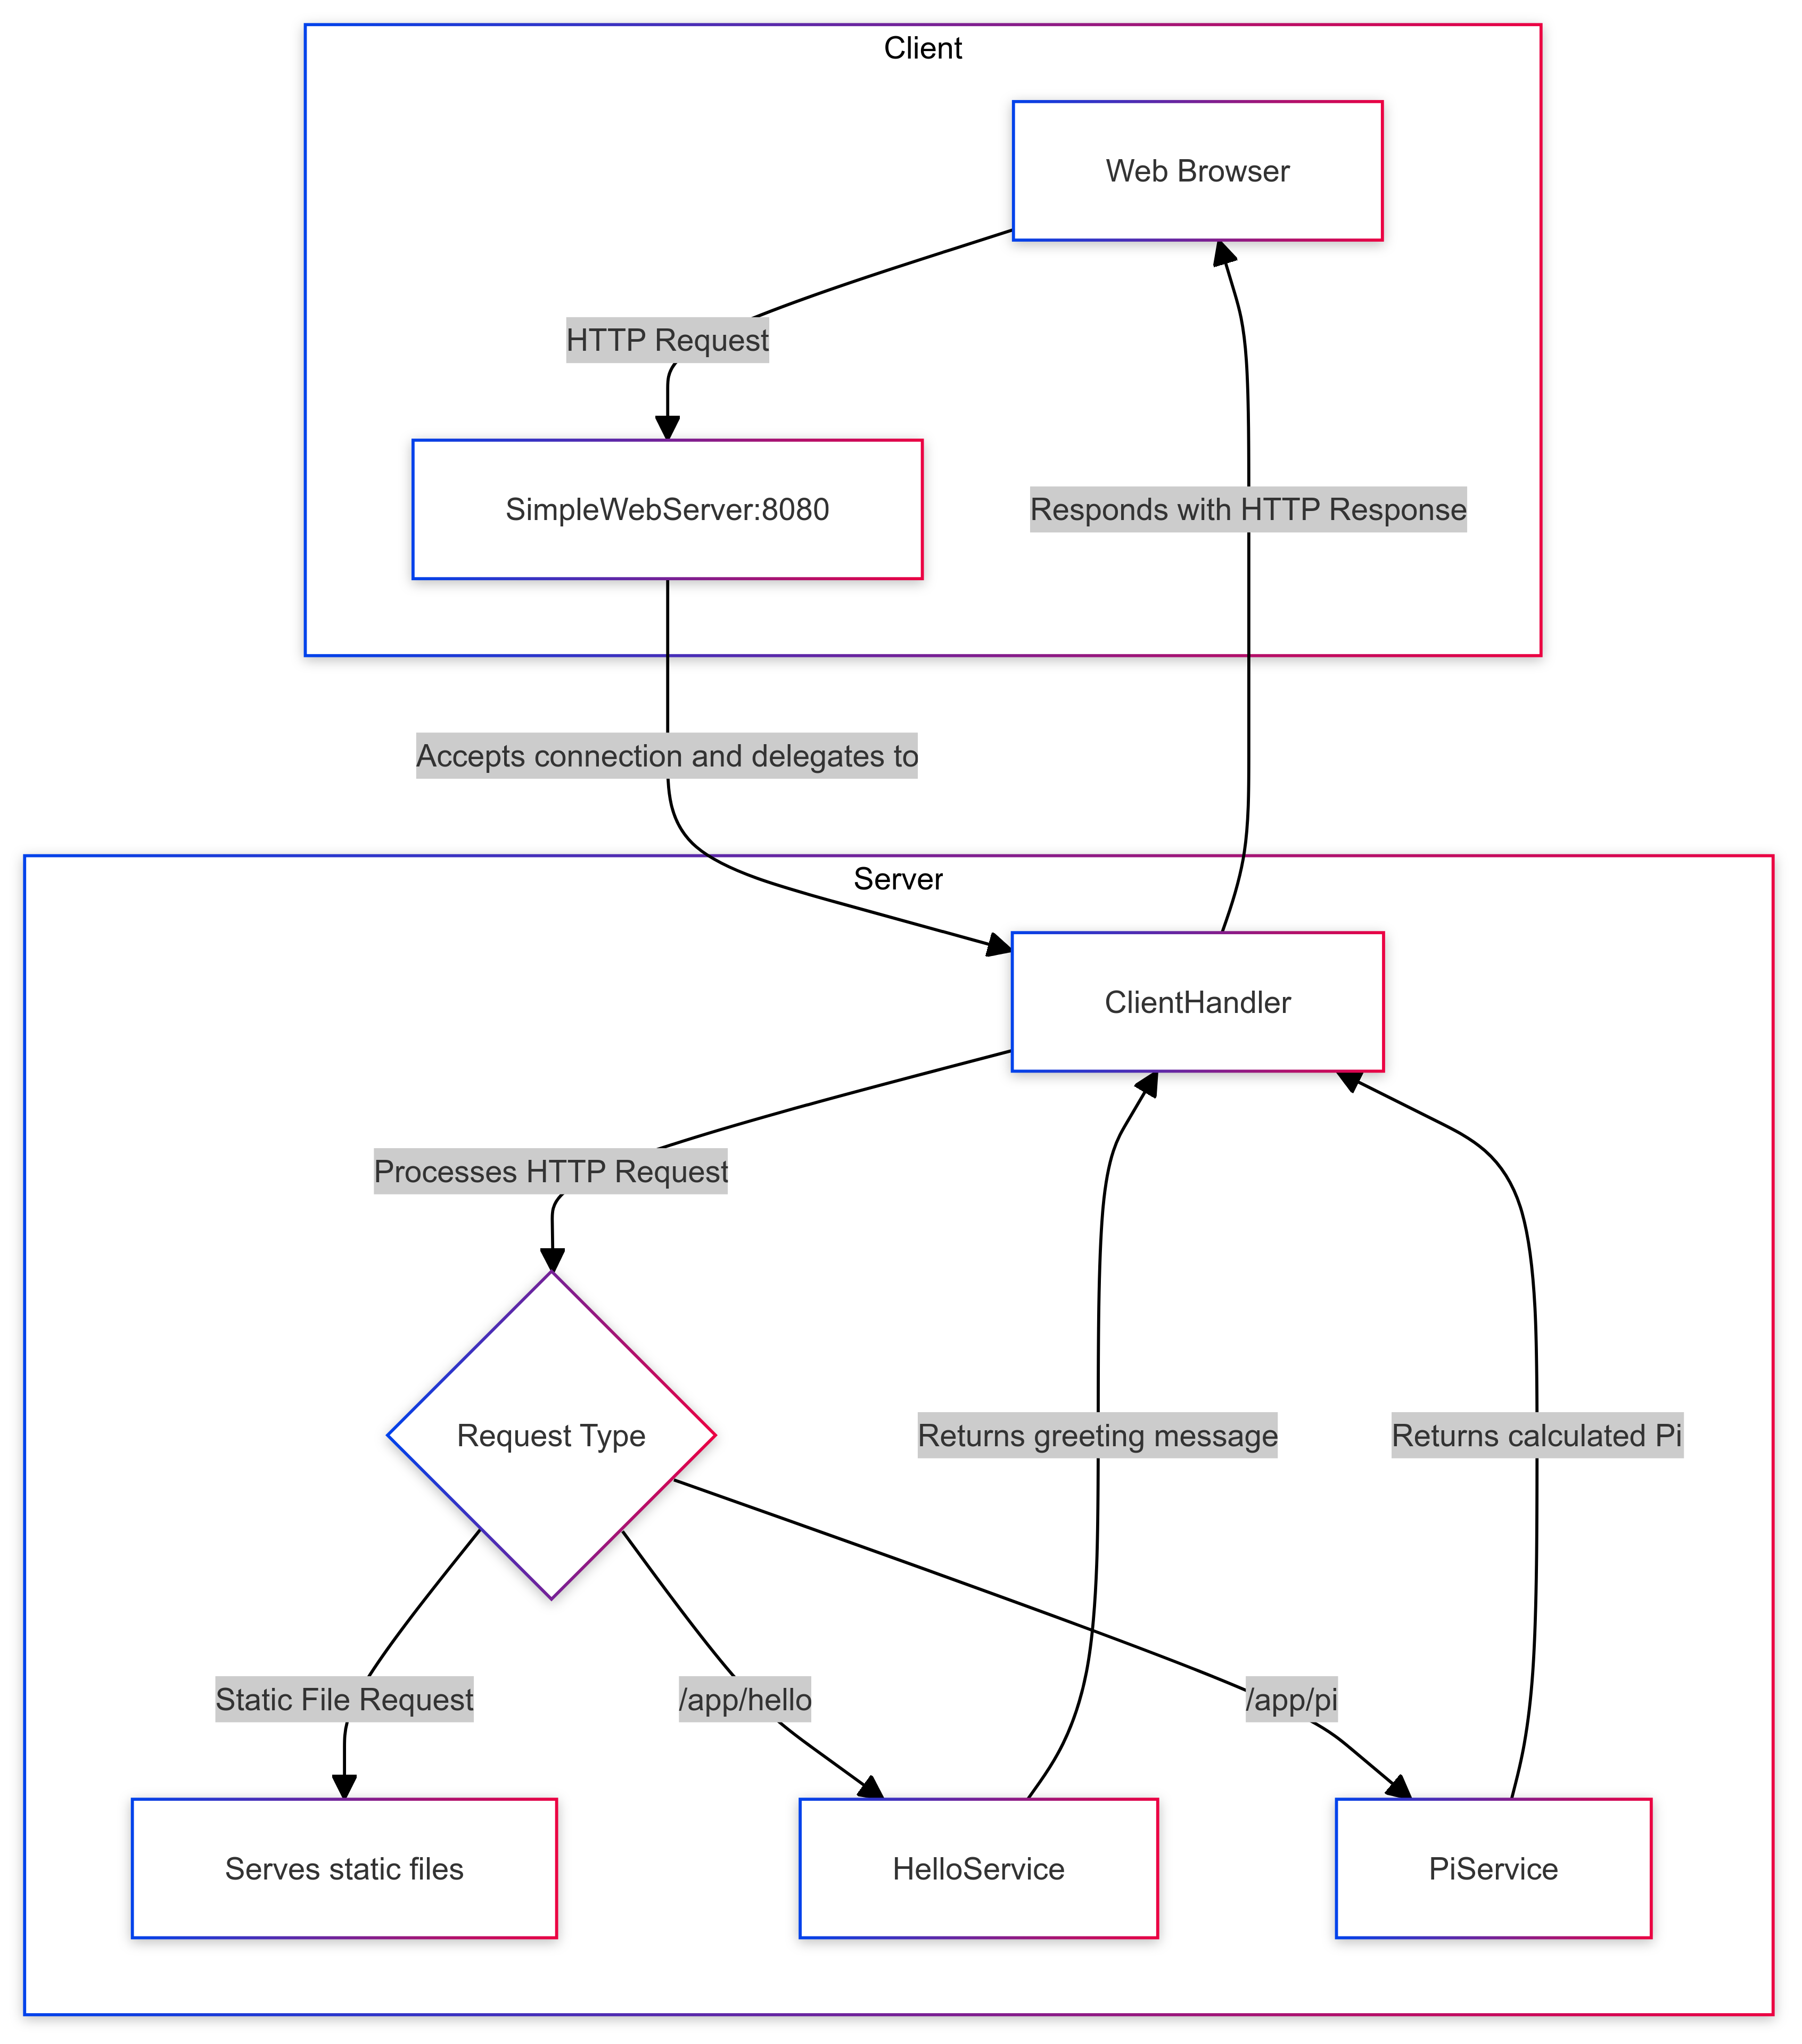 Client
Web Browser
HTTP Request
SimpleWebServer:8080
Responds with HTTP Response
Accepts connection and delegates to
Server
ClientHandler
Processes HTTP Request
Request Type
Returns greeting message
Returns calculated Pi
Static File Request
/app/hello
/app/pi
Serves static files
HelloService
PiService